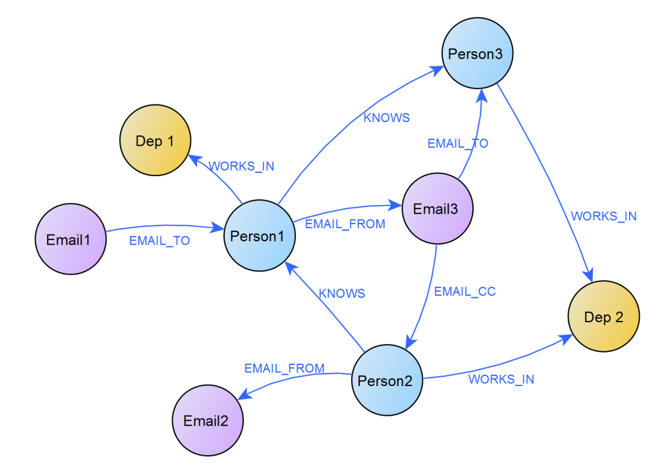 Person3
KNOWS
Dep 1
EMAIL_TO
WORKS_IN
Email3
WORKS_IN
EMAIL_FROM
Person1
Email1
EMAIL_TO
EMAIL_CC
KNOWS
Dep 2
EMAIL_FROM
Person2
WORKS_IN
Email2